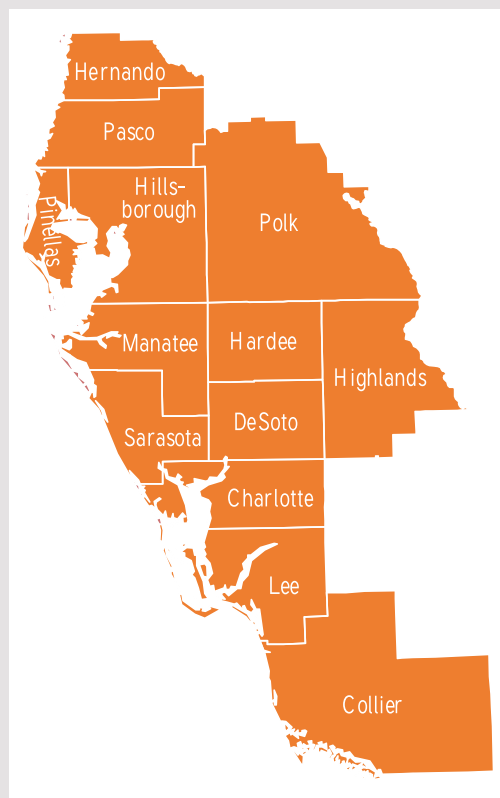 Hernando
Pasco
Hills-
borough
Pinellas
Polk
Manatee
Hardee
Highlands
Sarasota
DeSoto
Charlotte
Lee
Collier